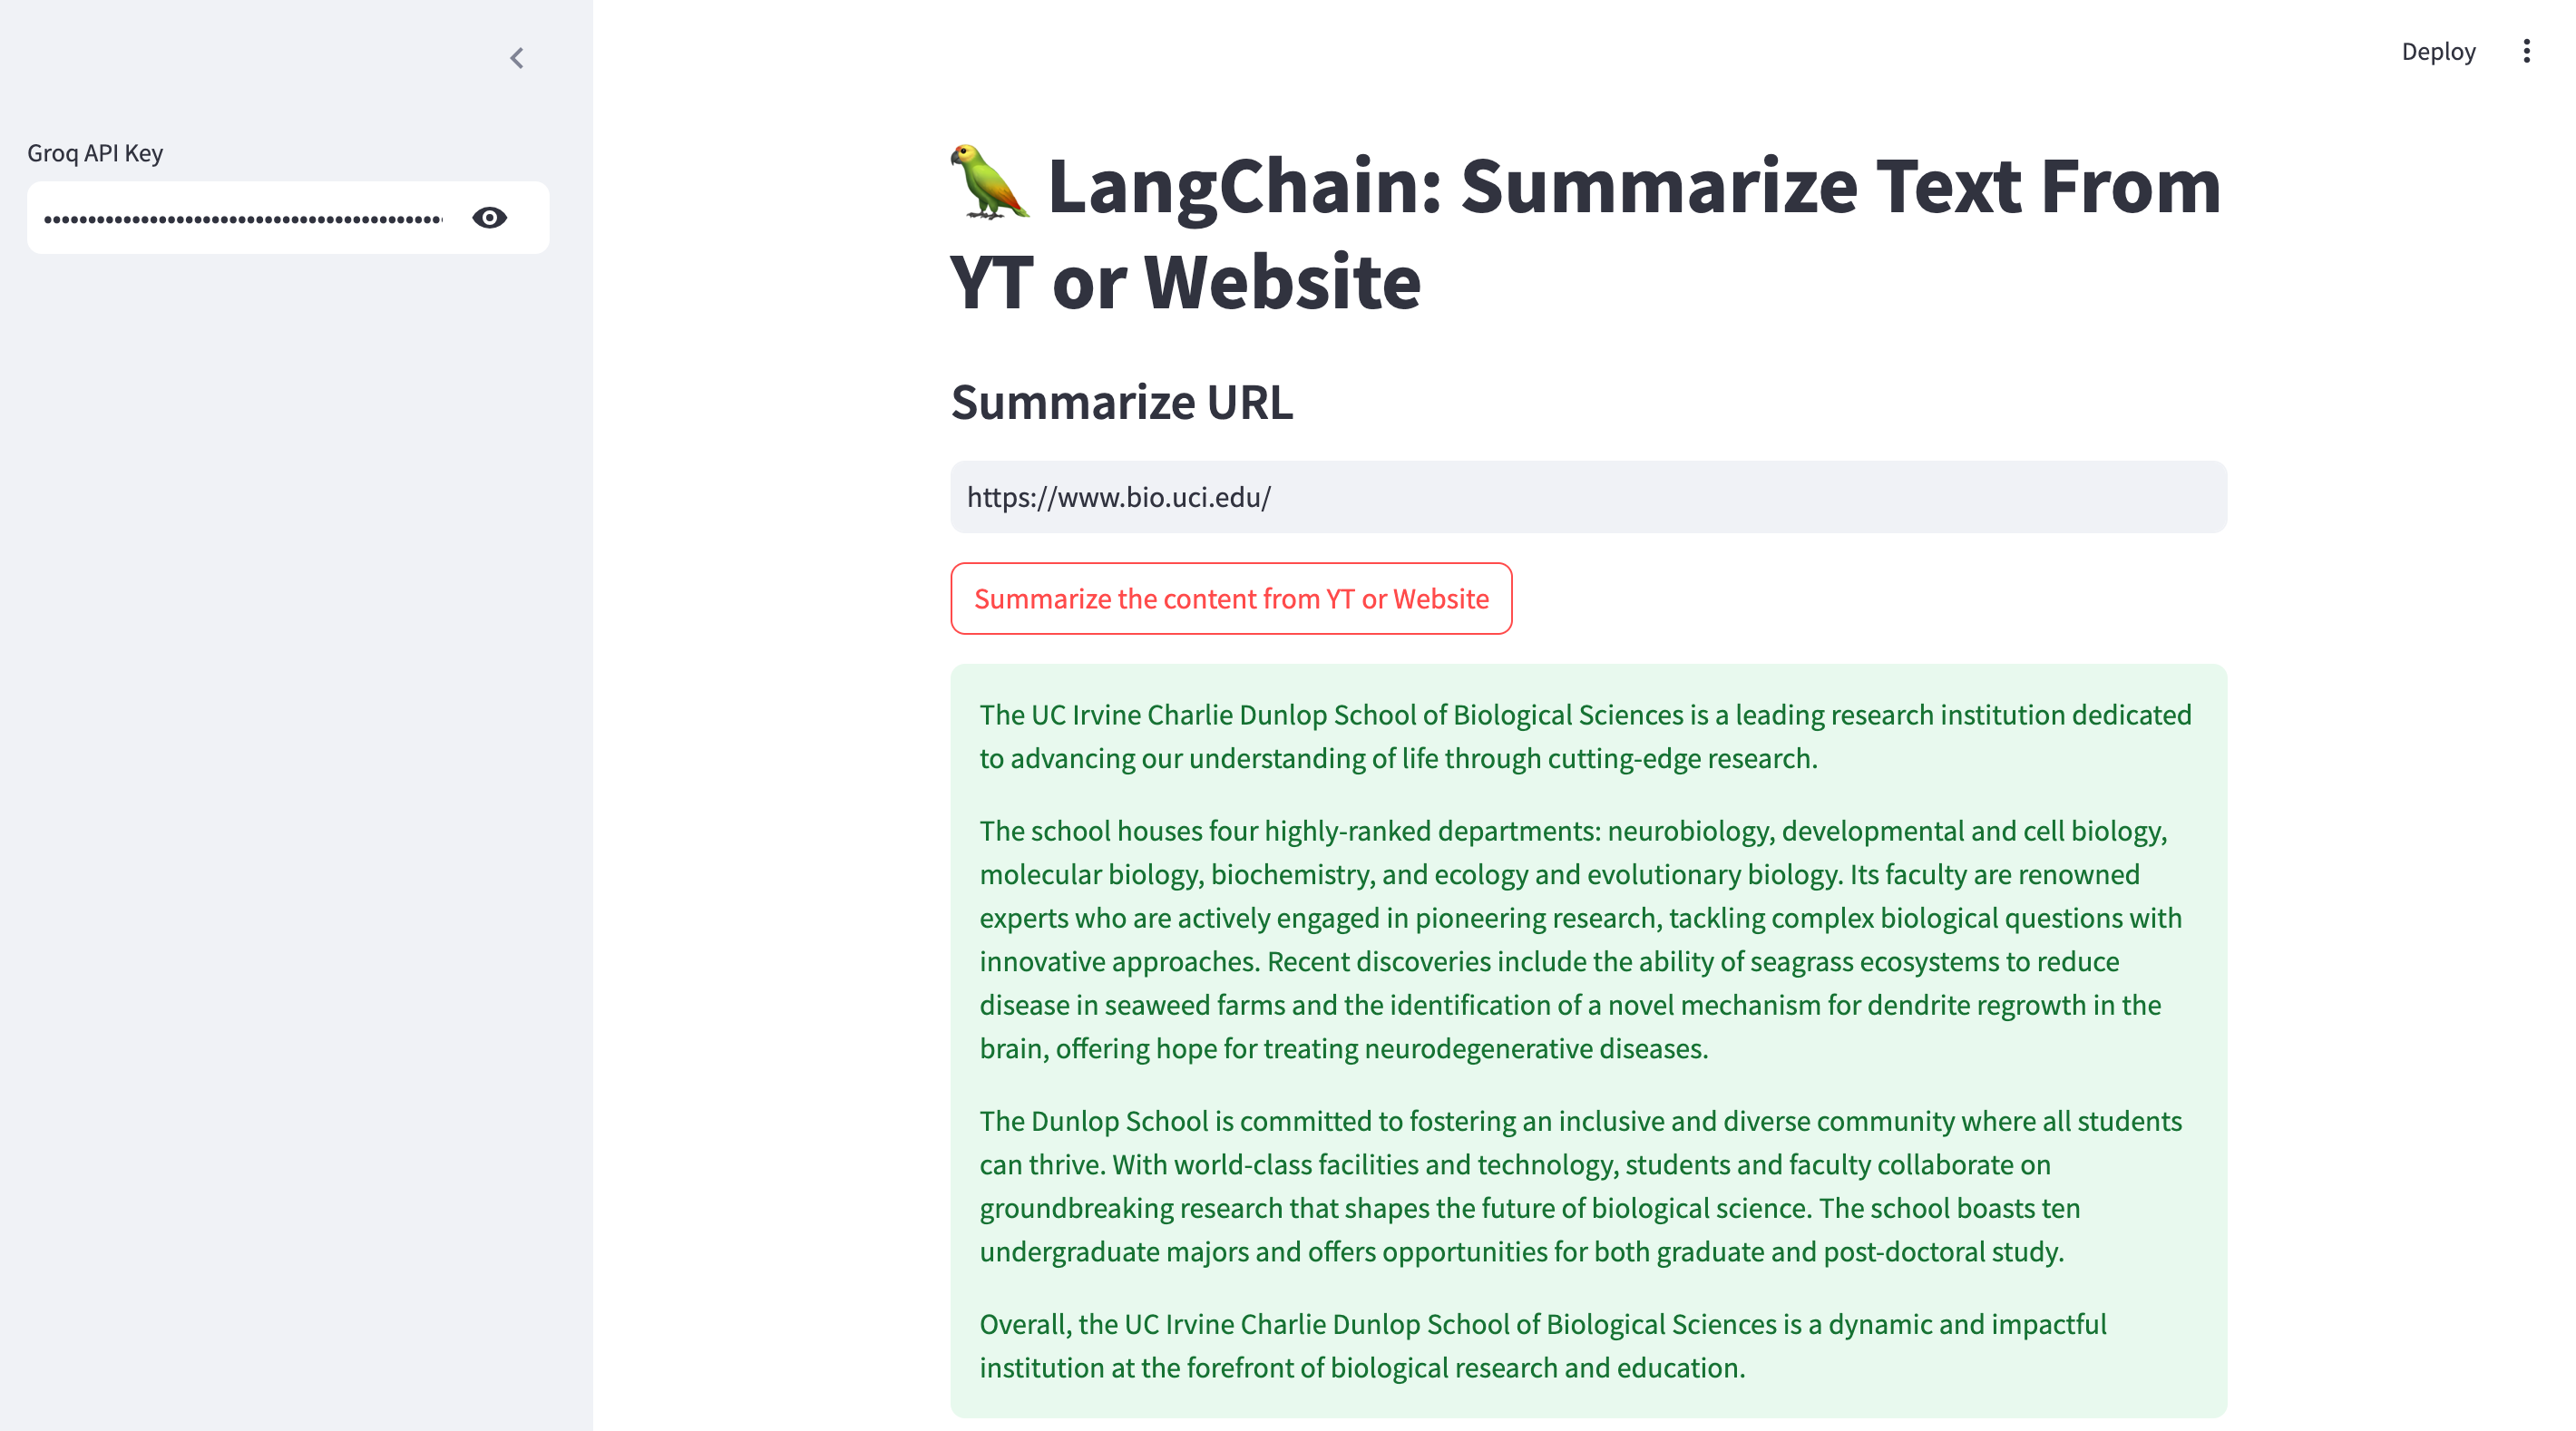 Deploy
Groq API Key
🦜 LangChain: Summarize Text From
YT or Website
Summarize URL
https://www.bio.uci.edu/
Summarize the content from YT or Website
The UC Irvine Charlie Dunlop School of Biological Sciences is a leading research institution dedicated
to advancing our understanding of life through cutting-edge research.
The school houses four highly-ranked departments: neurobiology, developmental and cell biology,
molecular biology, biochemistry, and ecology and evolutionary biology. Its faculty are renowned
experts who are actively engaged in pioneering research, tackling complex biological questions with
innovative approaches. Recent discoveries include the ability of seagrass ecosystems to reduce
disease in seaweed farms and the identification of a novel mechanism for dendrite regrowth in the
brain, offering hope for treating neurodegenerative diseases.
The Dunlop School is committed to fostering an inclusive and diverse community where all students
can thrive. With world-class facilities and technology, students and faculty collaborate on
groundbreaking research that shapes the future of biological science. The school boasts ten
undergraduate majors and offers opportunities for both graduate and post-doctoral study.
Overall, the UC Irvine Charlie Dunlop School of Biological Sciences is a dynamic and impactful
institution at the forefront of biological research and education.